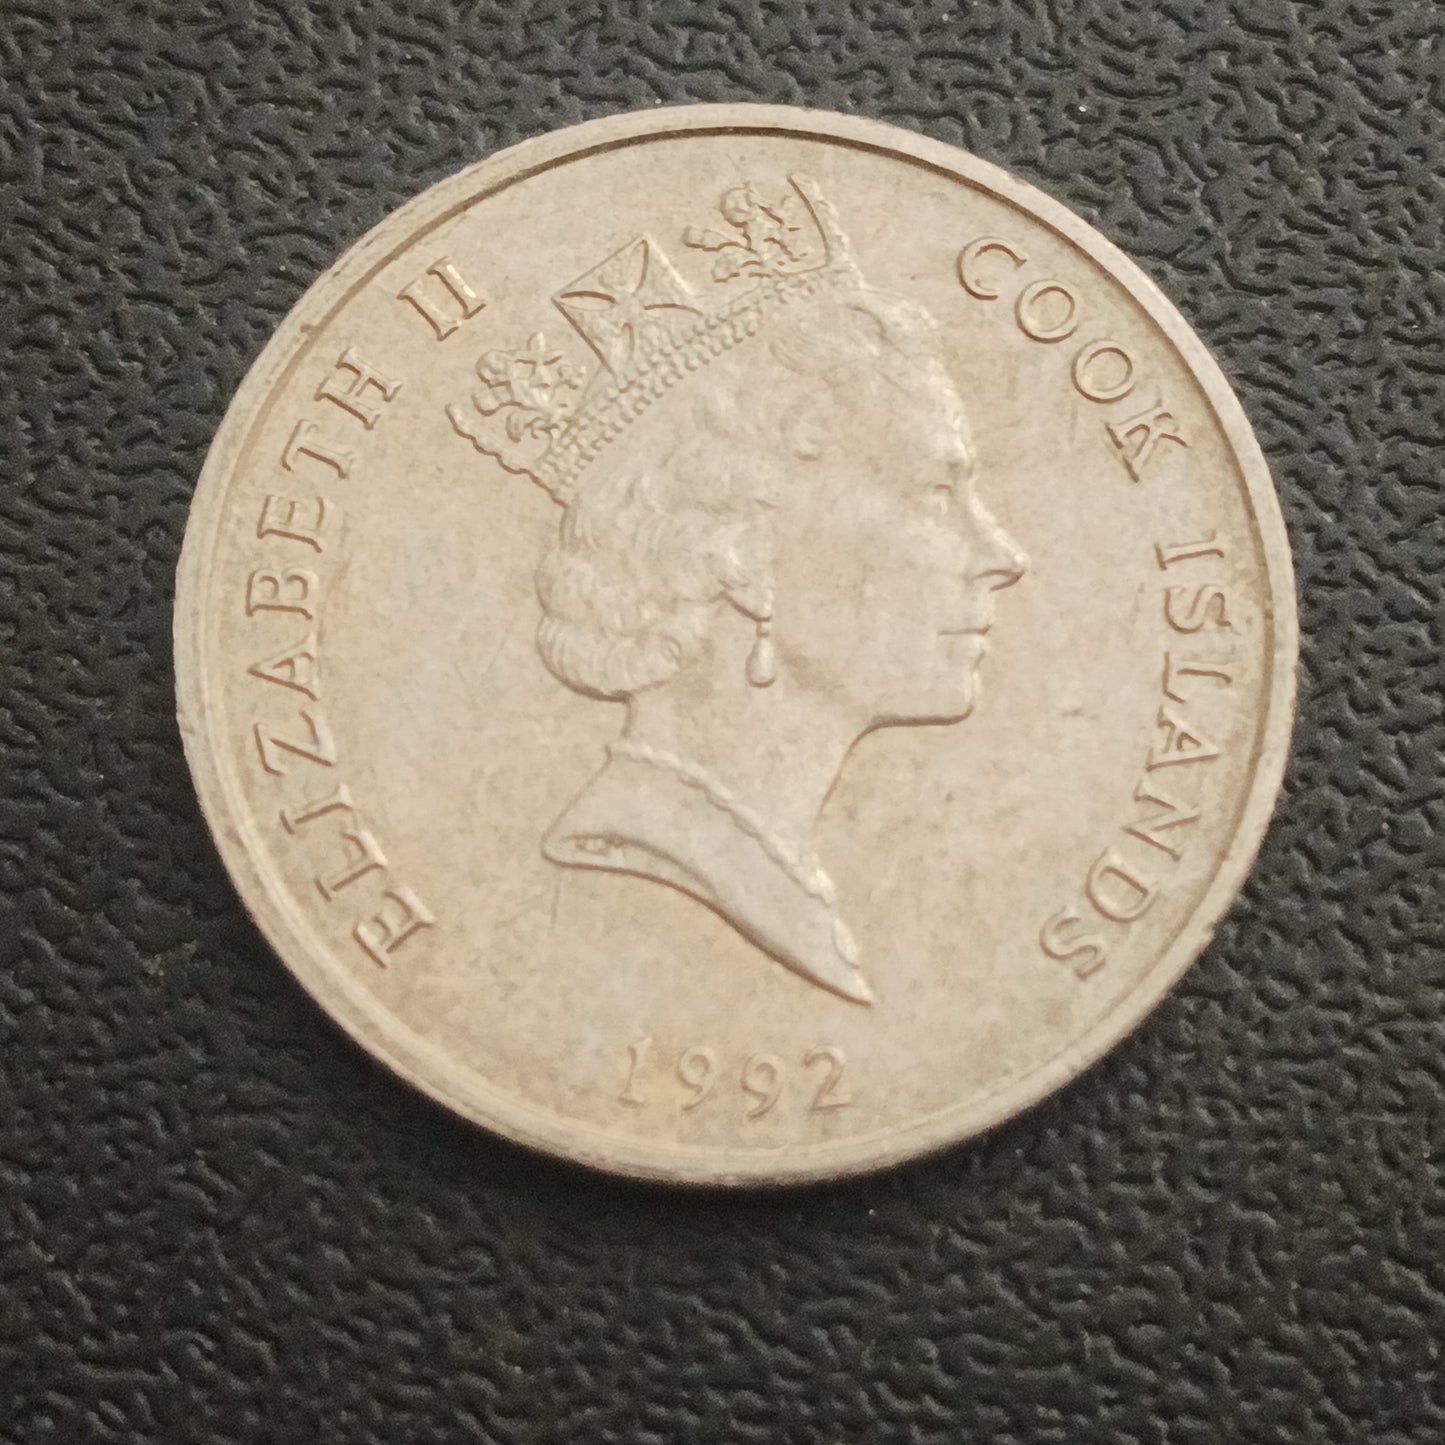 ELIZABETH II
COOK ISLANDS
1992